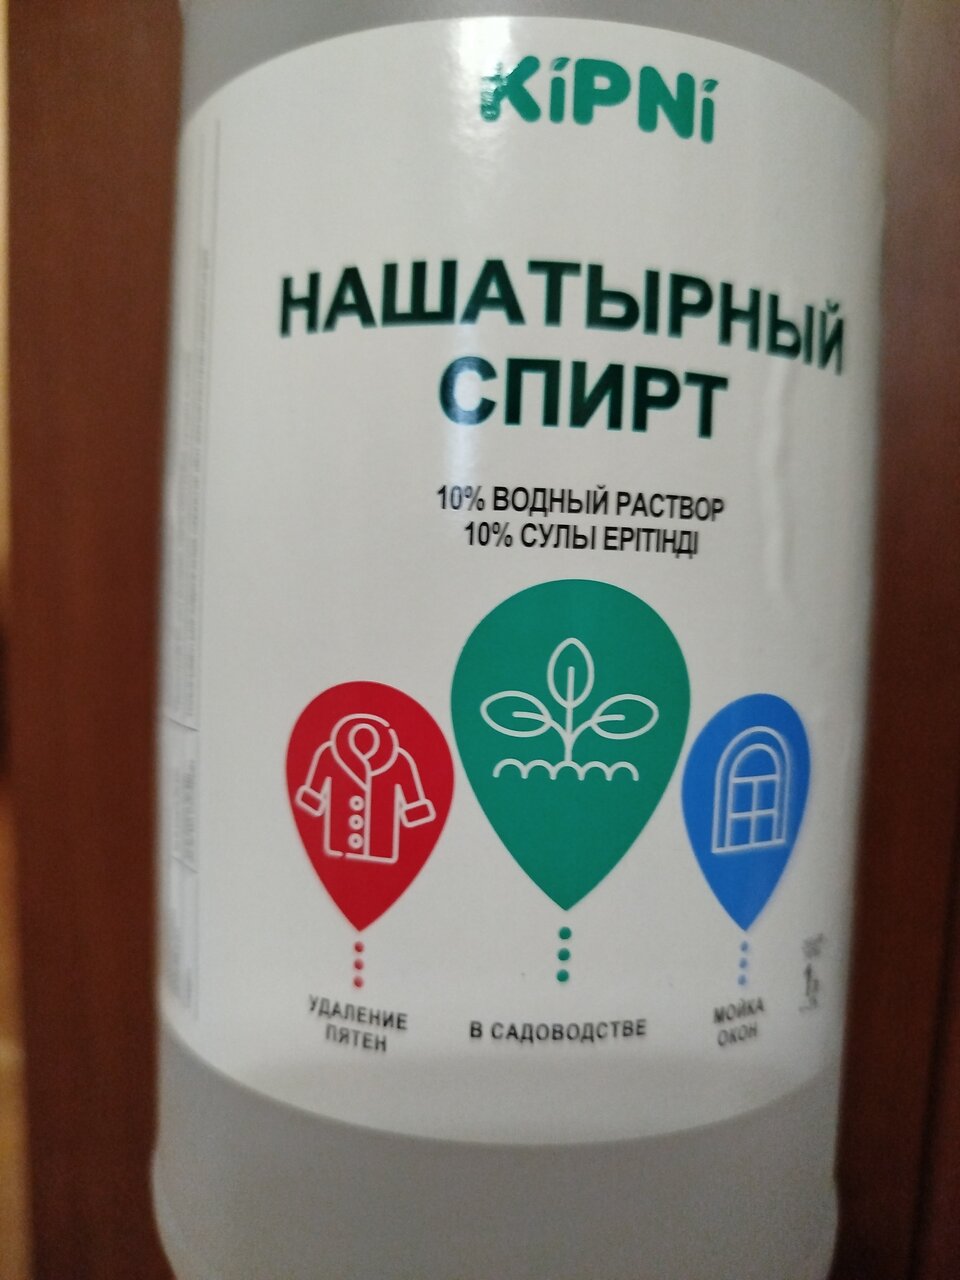 KiPNi
НАШАТЫРНЫЙ
СПИРТ
10% ВОДНЫЙ РАСТВОР
10% СУЛЫ ЕРІТІНДІ
УДАЛЕНИЕ
ПЯТЕН
В САДОВОДСТВЕ
МОЙКА
ОКОН